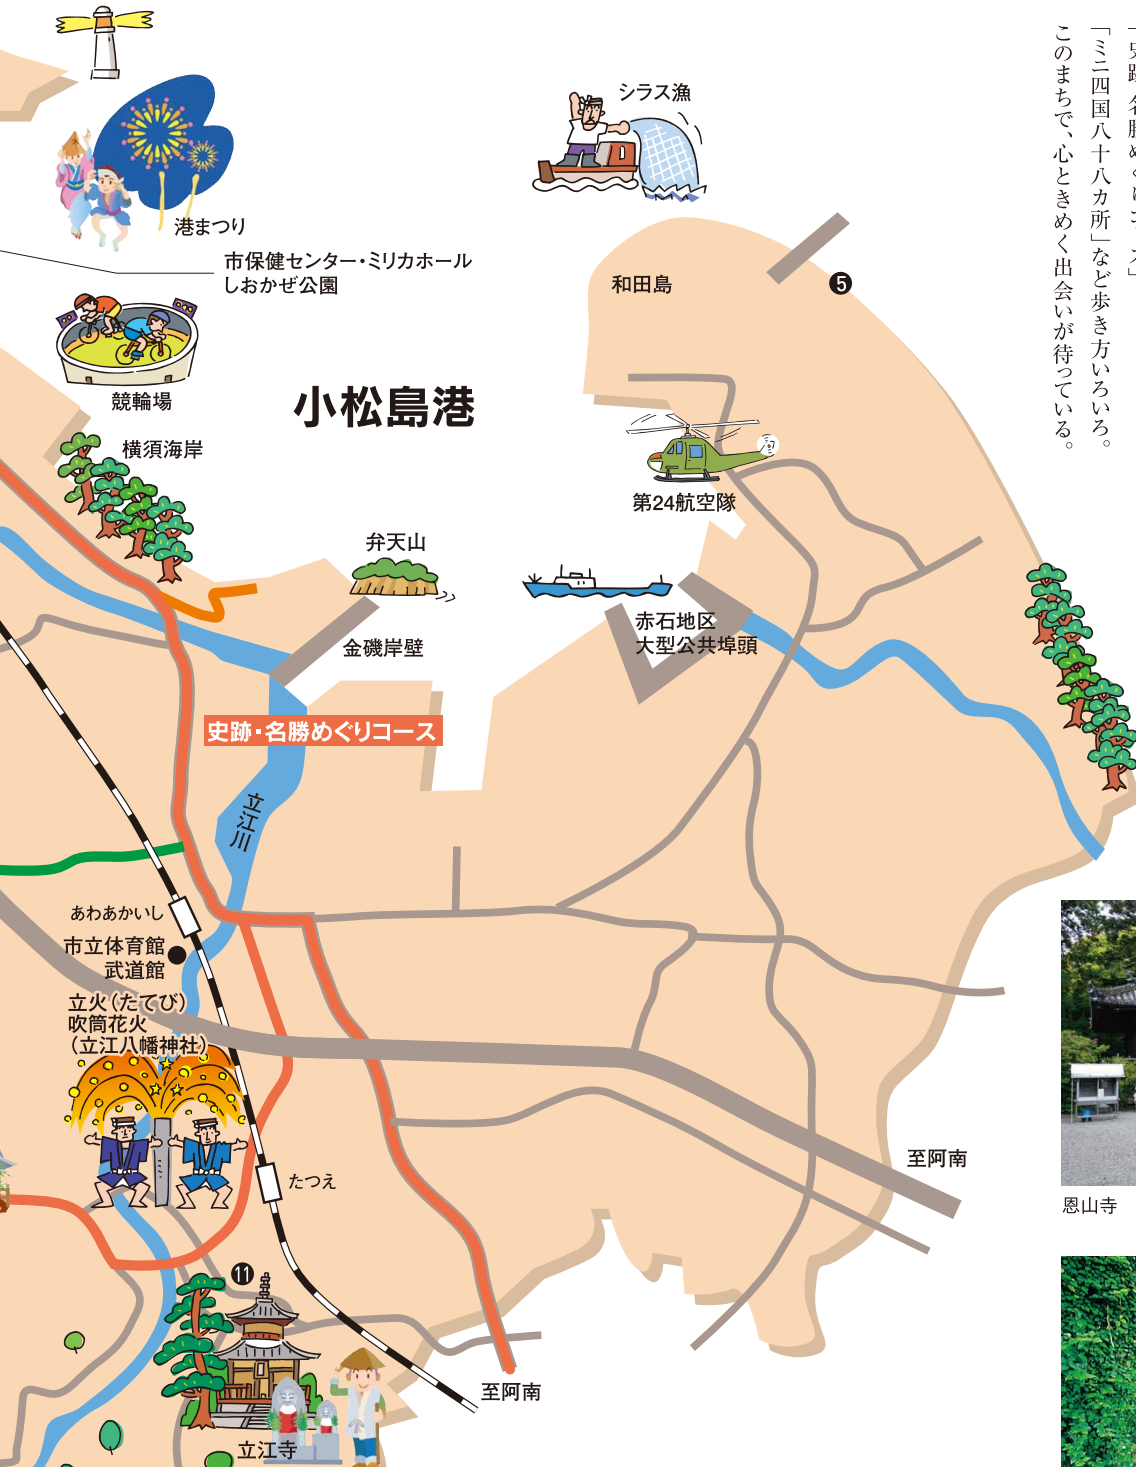 「ミニ四国八十八カ所」など歩き方いろいろ。
このまちで、心ときめく出会いが待っている。
シラス漁
港まつり
市保健センター・ミリカホール
しおかぜ公園
和田島
5
競輪場
小松島港
横須海岸
第24航空隊
弁天山
赤石地区
大型公共埠頭
金磯岸壁
史跡・名勝めぐりコース
立江川
あわあかいし
市立体育館
武道館
立火(たてび)
吹筒花火
(立江八幡神社)
至阿南
たつえ
恩山寺
11
至阿南
立江寺